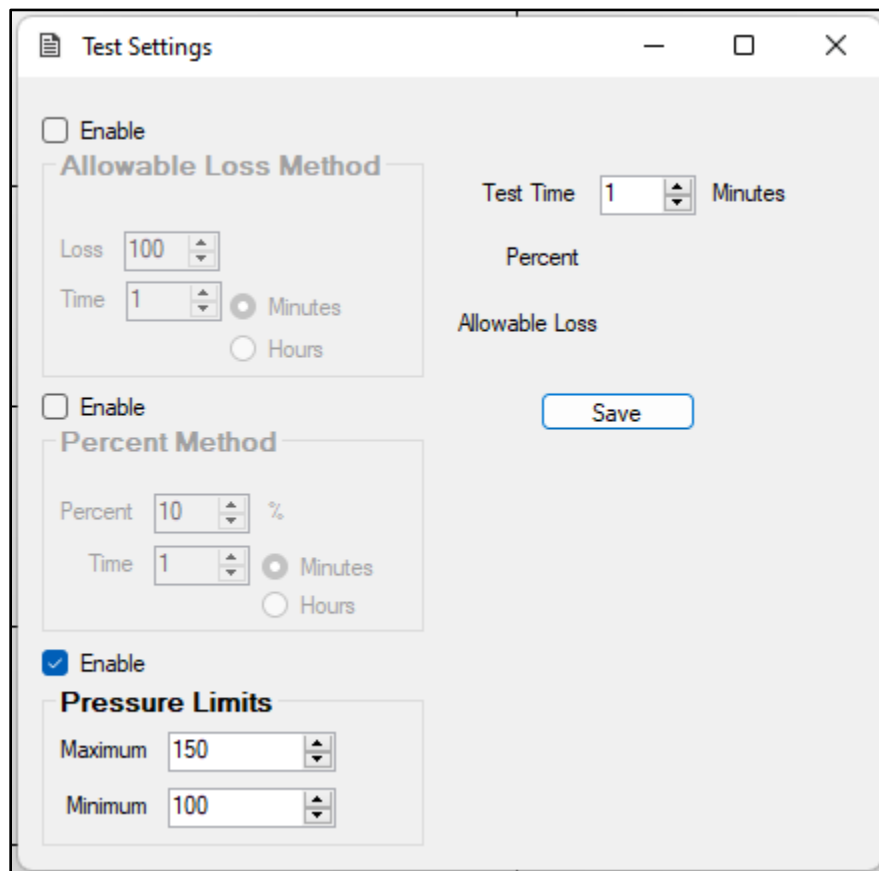 Test Settings
Enable
Allowable Loss Method
Loss 100
Time 1 Minutes
Hours
Enable
Percent Method
Percent 10 %
Time 1 Minutes
Hours
Enable
Pressure Limits
Maximum 150
Minimum 100
Test Time 1 Minutes
Percent
Allowable Loss
Save